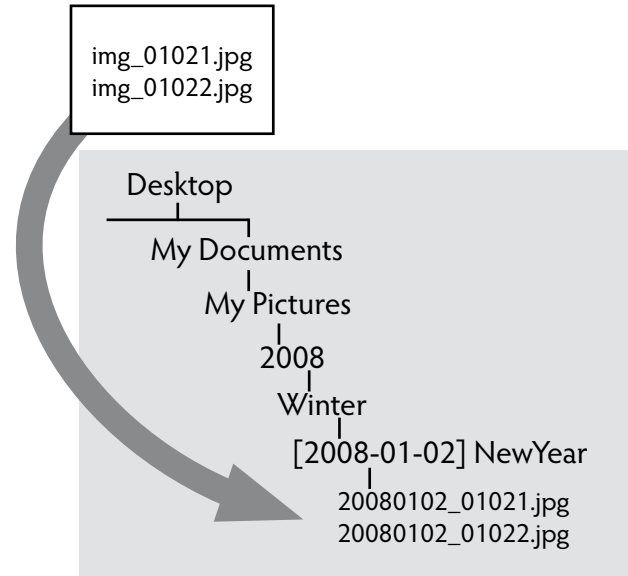 img_01021.jpg
img_01022.jpg
Desktop
My Documents
My Pictures
2008
Winter
[2008-01-02] NewYear
20080102_01021.jpg
20080102_01022.jpg